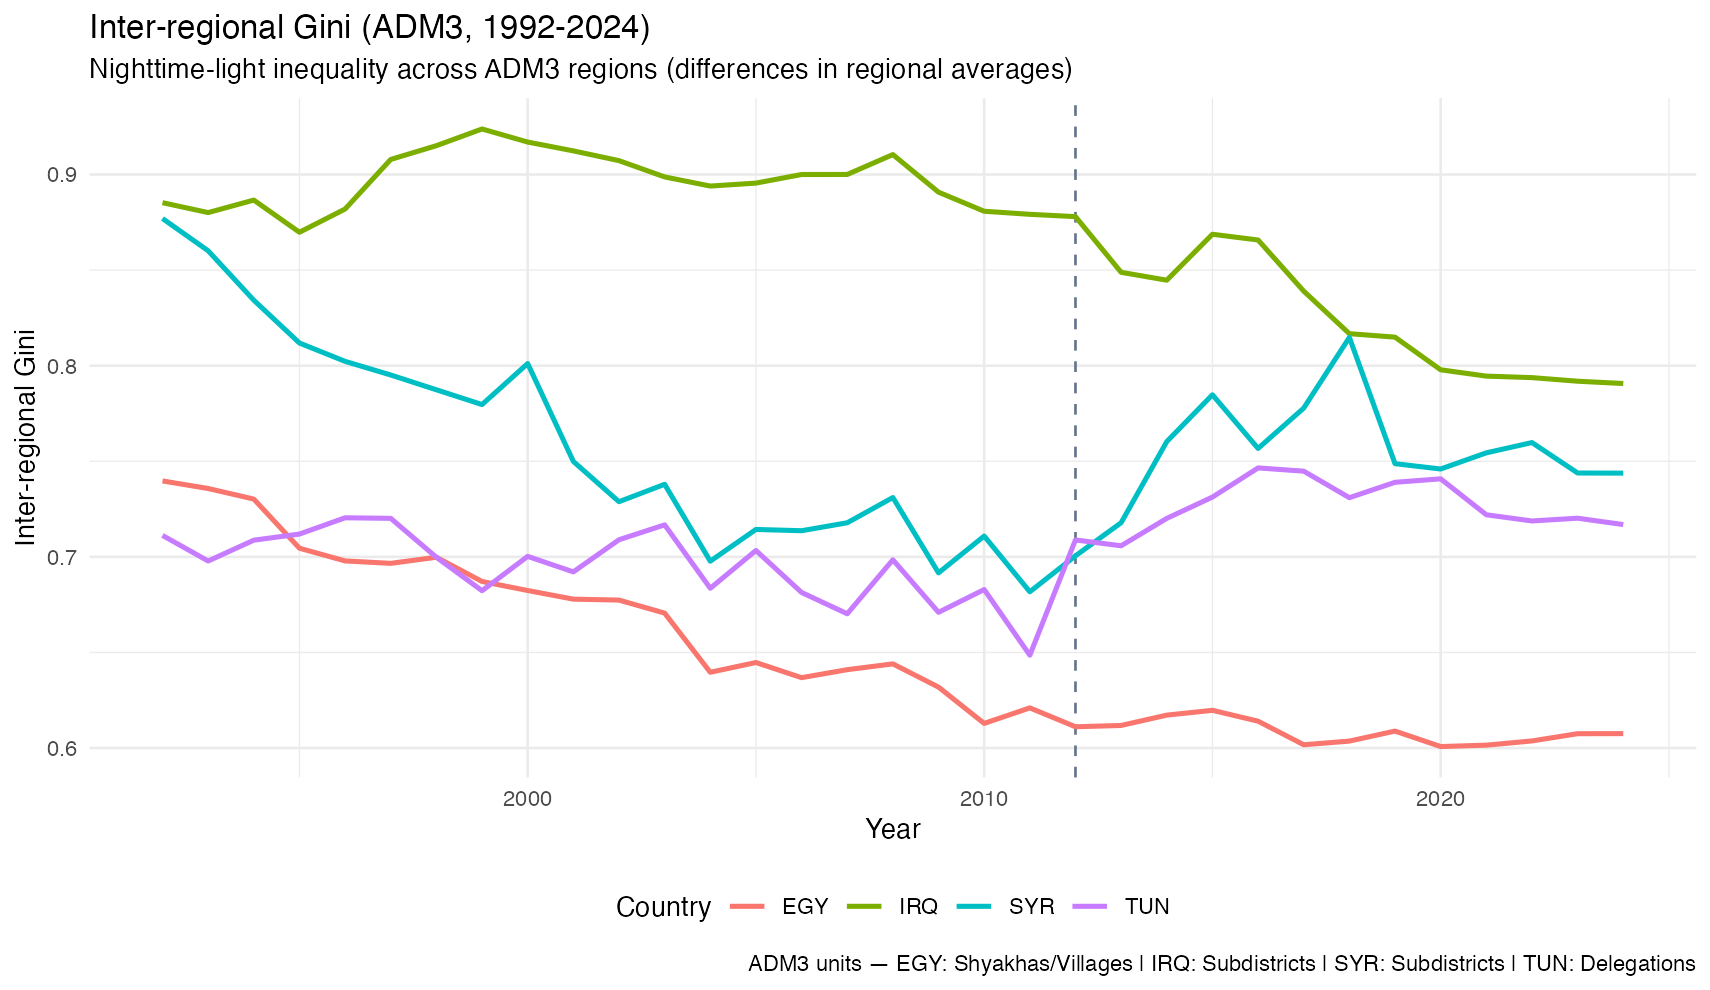 Inter-regional Gini (ADM3, 1992-2024)
Nighttime-light inequality across ADM3 regions (differences in regional averages)
Inter-regional Gini
0.9
0.8
0.7
0.6
2000 2010 2020
Year
Country EGY IRQ SYR TUN
ADM3 units — EGY: Shyakhas/Villages | IRQ: Subdistricts | SYR: Subdistricts | TUN: Delegations